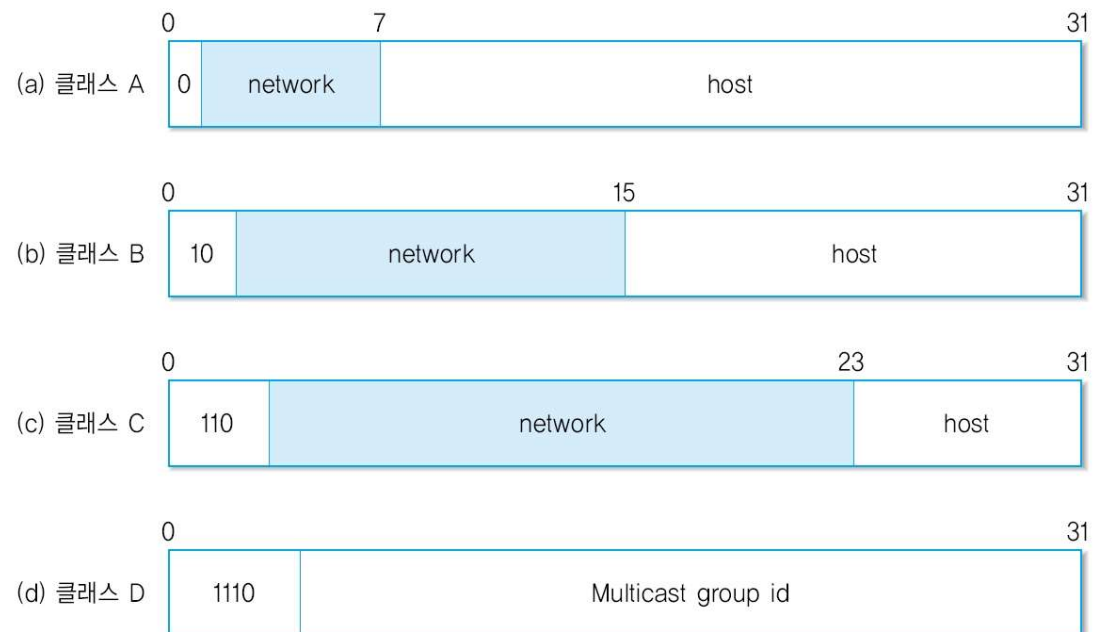 0 7 31
(a) 클래스 A 0 network host
0 15 31
(b) 클래스 B 10 network host
0 23 31
(c) 클래스 C 110 network host
0 31
(d) 클래스 D 1110 Multicast group id